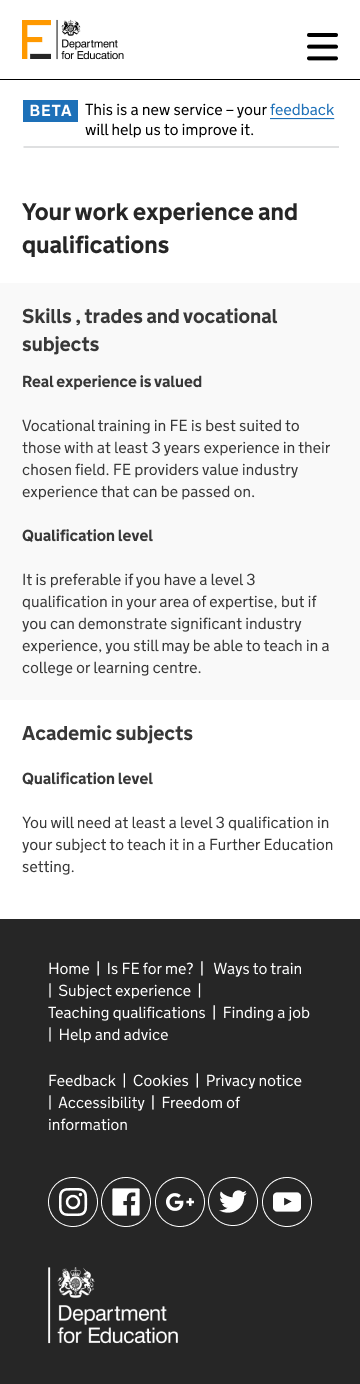 Department
for Education
BETA This is a new service – your feedback
will help us to improve it.
Your work experience and
qualifications
Skills , trades and vocational
subjects
Real experience is valued
Vocational training in FE is best suited to
those with at least 3 years experience in their
chosen field. FE providers value industry
experience that can be passed on.
Qualification level
It is preferable if you have a level 3
qualification in your area of expertise, but if
you can demonstrate significant industry
experience, you still may be able to teach in a
college or learning centre.
Academic subjects
Qualification level
You will need at least a level 3 qualification in
your subject to teach it in a Further Education
setting.
Home | Is FE for me? | Ways to train
| Subject experience |
Teaching qualifications | Finding a job
| Help and advice
Feedback | Cookies | Privacy notice
| Accessibility | Freedom of
information
G+
Department
for Education